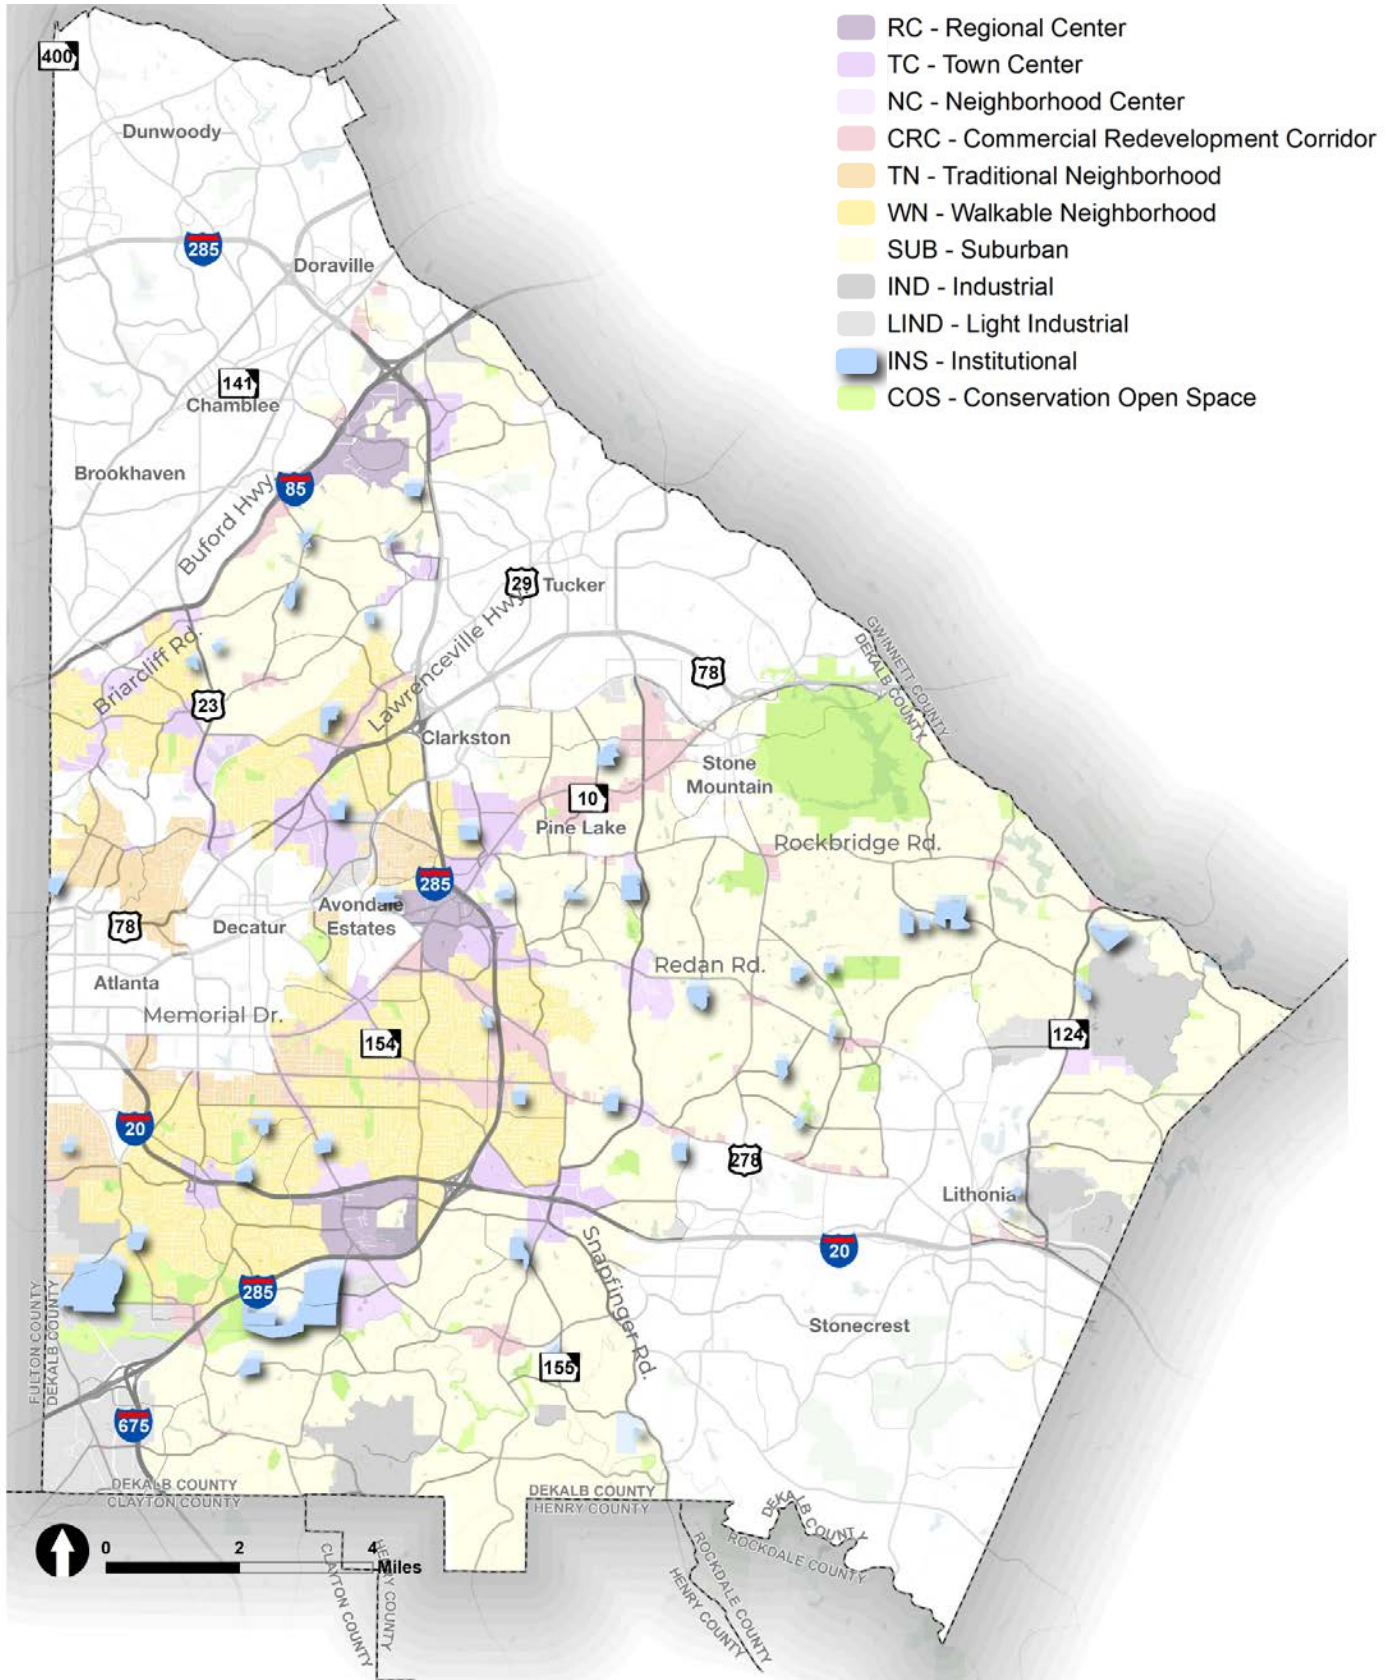 RC - Regional Center
TC - Town Center
NC - Neighborhood Center
CRC - Commercial Redevelopment Corridor
TN - Traditional Neighborhood
WN - Walkable Neighborhood
SUB - Suburban
IND - Industrial
LIND - Light Industrial
INS - Institutional
COS - Conservation Open Space
400
Dunwoody
285
Doraville
141
Chamblee
Brookhaven
85
Buford Hwy.
29
Tucker
Lawrenceville Hwy.
Briarcliff Rd.
23
78
GWINNETT COUNTY
DEKALB COUNTY
Clarkston
Stone
Mountain
10
Pine Lake
Rockbridge Rd.
285
78
Decatur
Avondale
Estates
Redan Rd.
Atlanta
Memorial Dr.
154
124
20
278
Lithonia
20
Snapfinger Rd.
285
Stonecrest
FULTON COUNTY
DEKALB COUNTY
155
675
DEKALB COUNTY
CLAYTON COUNTY
DEKALB COUNTY
HENRY COUNTY
DEKALB COUNTY
ROCKDALE COUNTY
0 2 4
Miles
CLAYTON COUNTY
HENRY COUNTY
ROCKDALE COUNTY
HENRY COUNTY